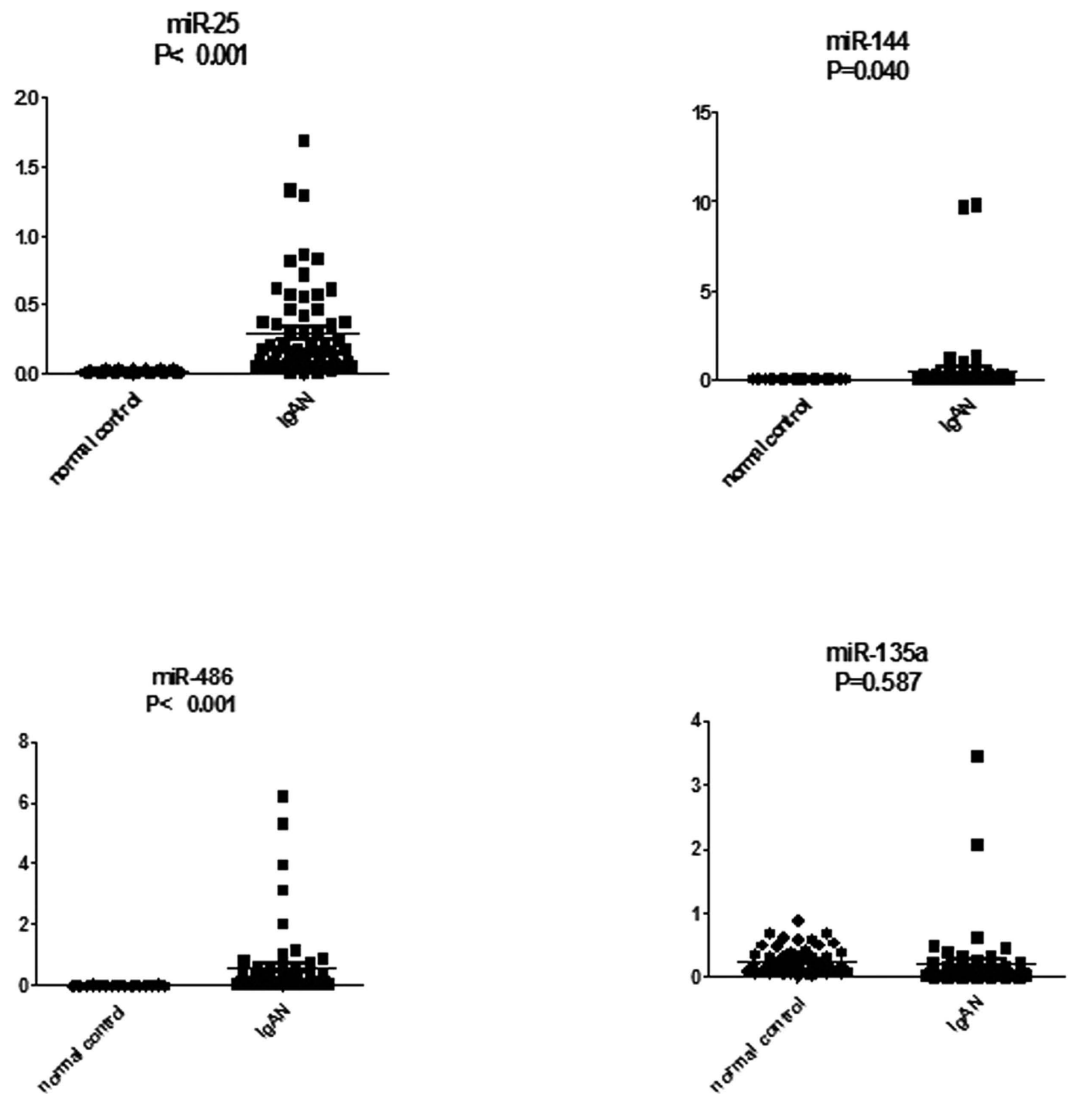 miR-25
P< 0.001
2.0
1.5
1.0
0.5
0.0
normal control
IgAN
miR-144
P=0.040
15
10
5
0
normal control
IgAN
miR-486
P< 0.001
8
6
4
2
0
normal control
IgAN
miR-135a
P=0.587
4
3
2
1
0
normal control
IgAN